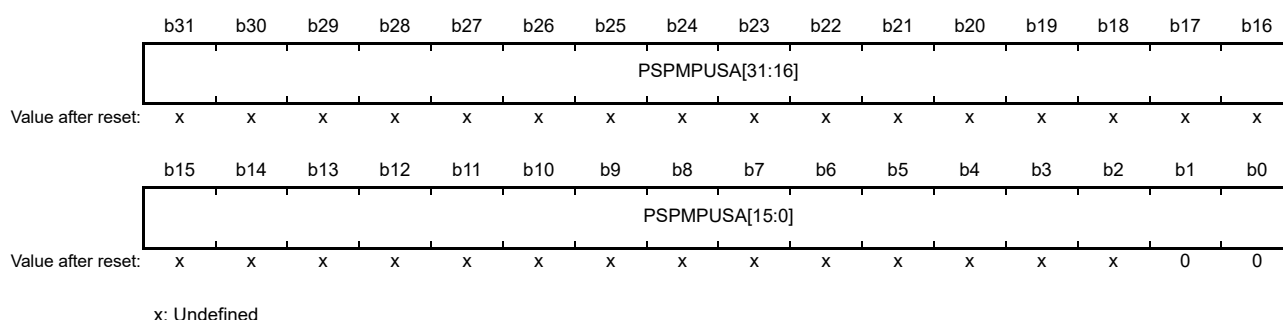 b31 b30 b29 b28 b27 b26 b25 b24 b23 b22 b21 b20 b19 b18 b17 b16
PSPMPUSA[31:16]
Value after reset: x x x x x x x x x x x x x x x x
b15 b14 b13 b12 b11 b10 b9 b8 b7 b6 b5 b4 b3 b2 b1 b0
PSPMPUSA[15:0]
Value after reset: x x x x x x x x x x x x x x 0 0
x: Undefined